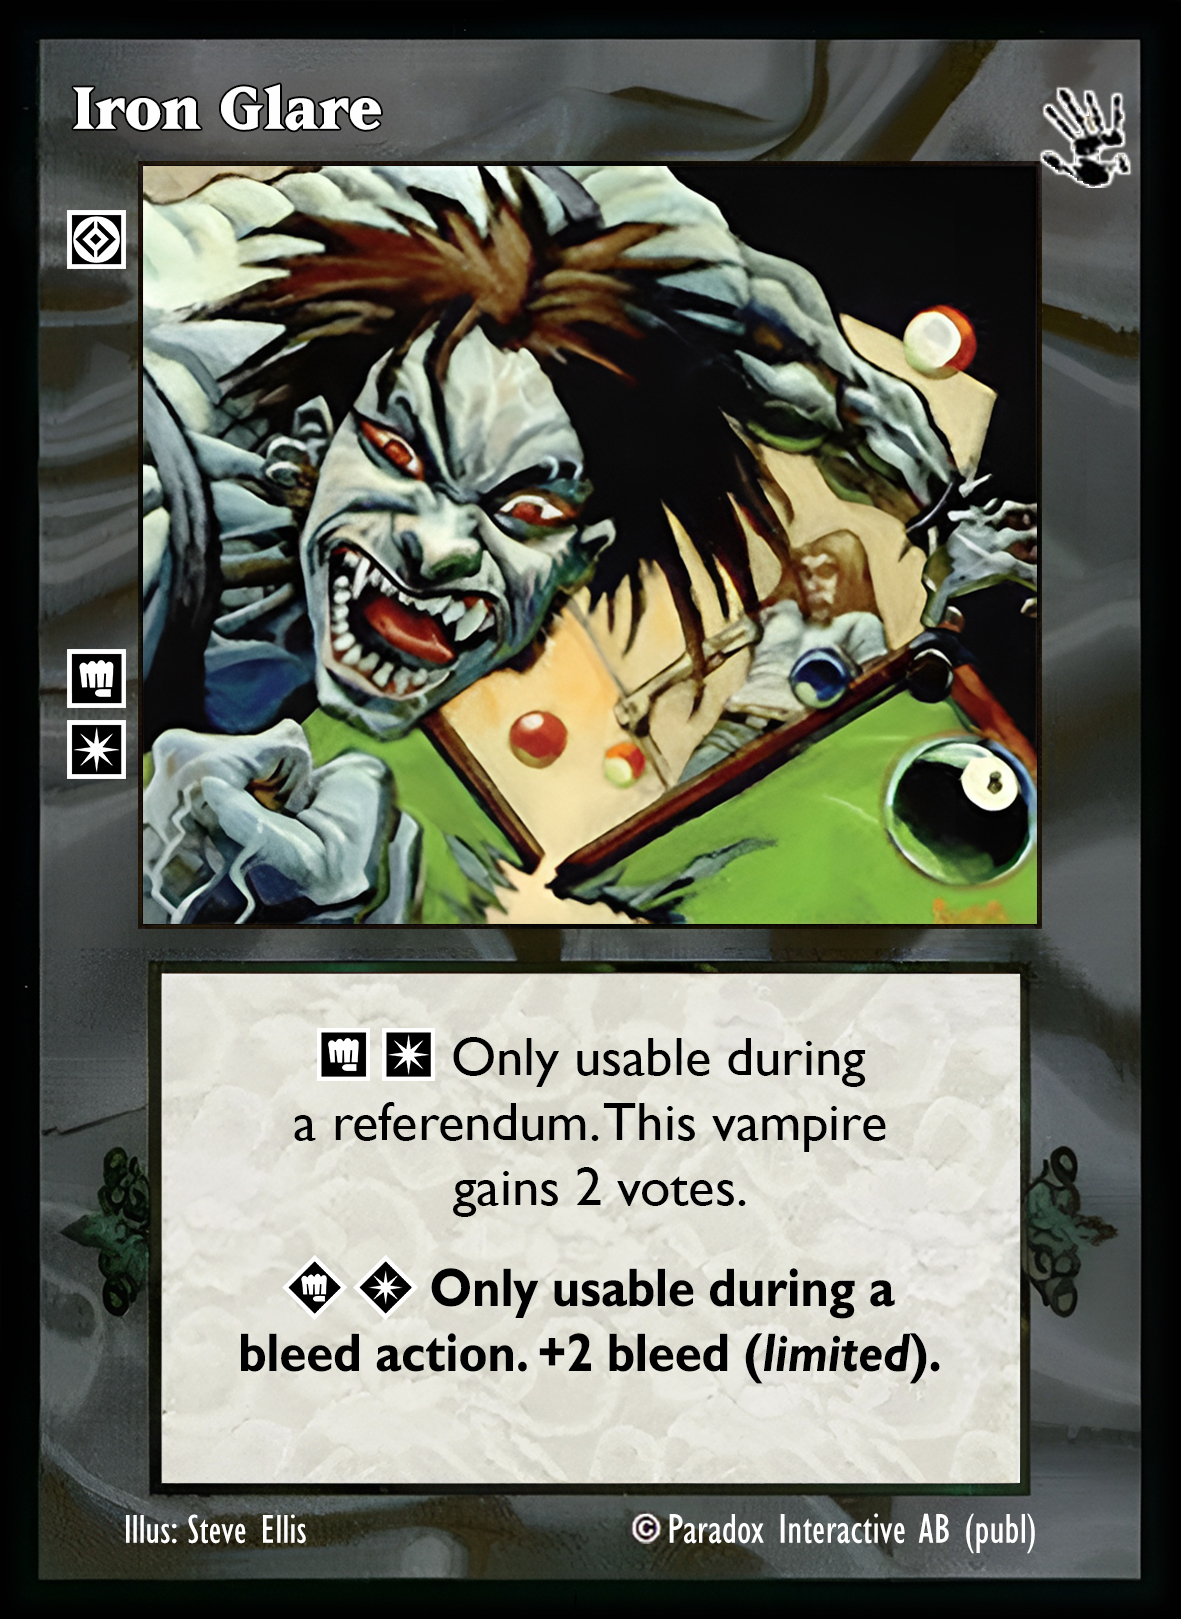 Iron Glare
Only usable during
a referendum. This vampire
gains 2 votes.
Only usable during a
bleed action. +2 bleed (limited).
Illus: Steve Ellis
© Paradox Interactive AB (publ)